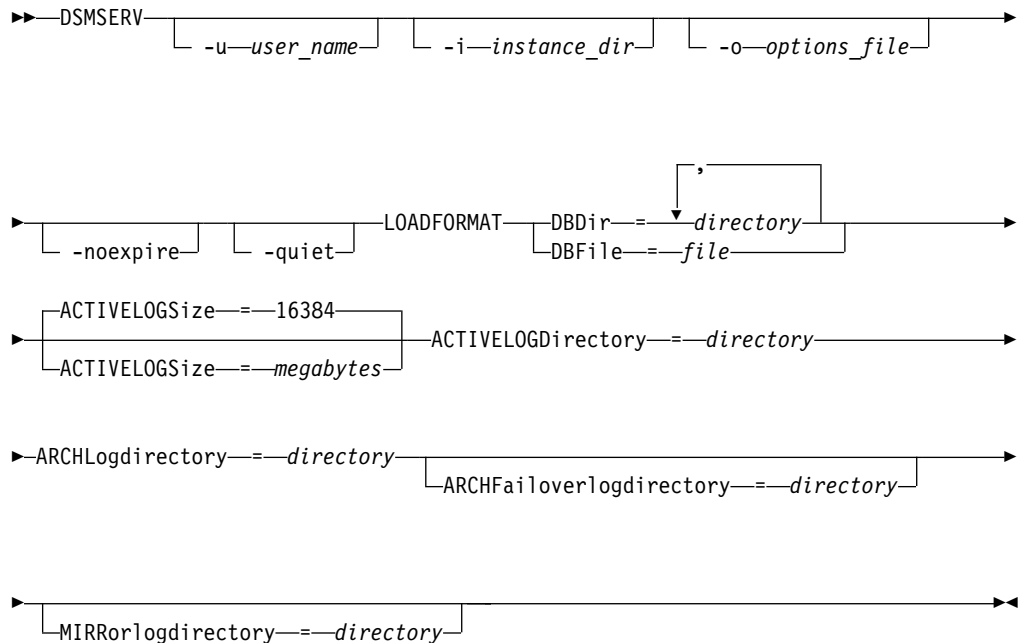 DSMSERV
-u user_name -i instance_dir -o options_file
,
-noexpire -quiet LOADFORMAT DBDir = directory
DBFile = file
ACTIVELOGSize = 16384
ACTIVELOGSize = megabytes ACTIVELOGDirectory = directory
ARCHLogdirectory = directory
ARCHFailoverlogdirectory = directory
MIRRorlogdirectory = directory